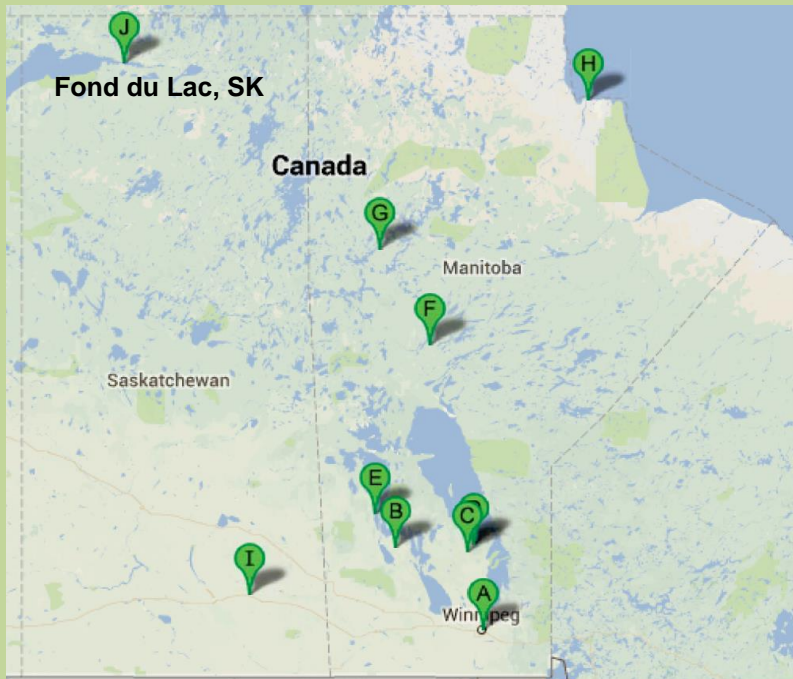 J
H
Fond du Lac, SK
Canada
G
Manitoba
F
Saskatchewan
E
B
C
I
A
Winnipeg